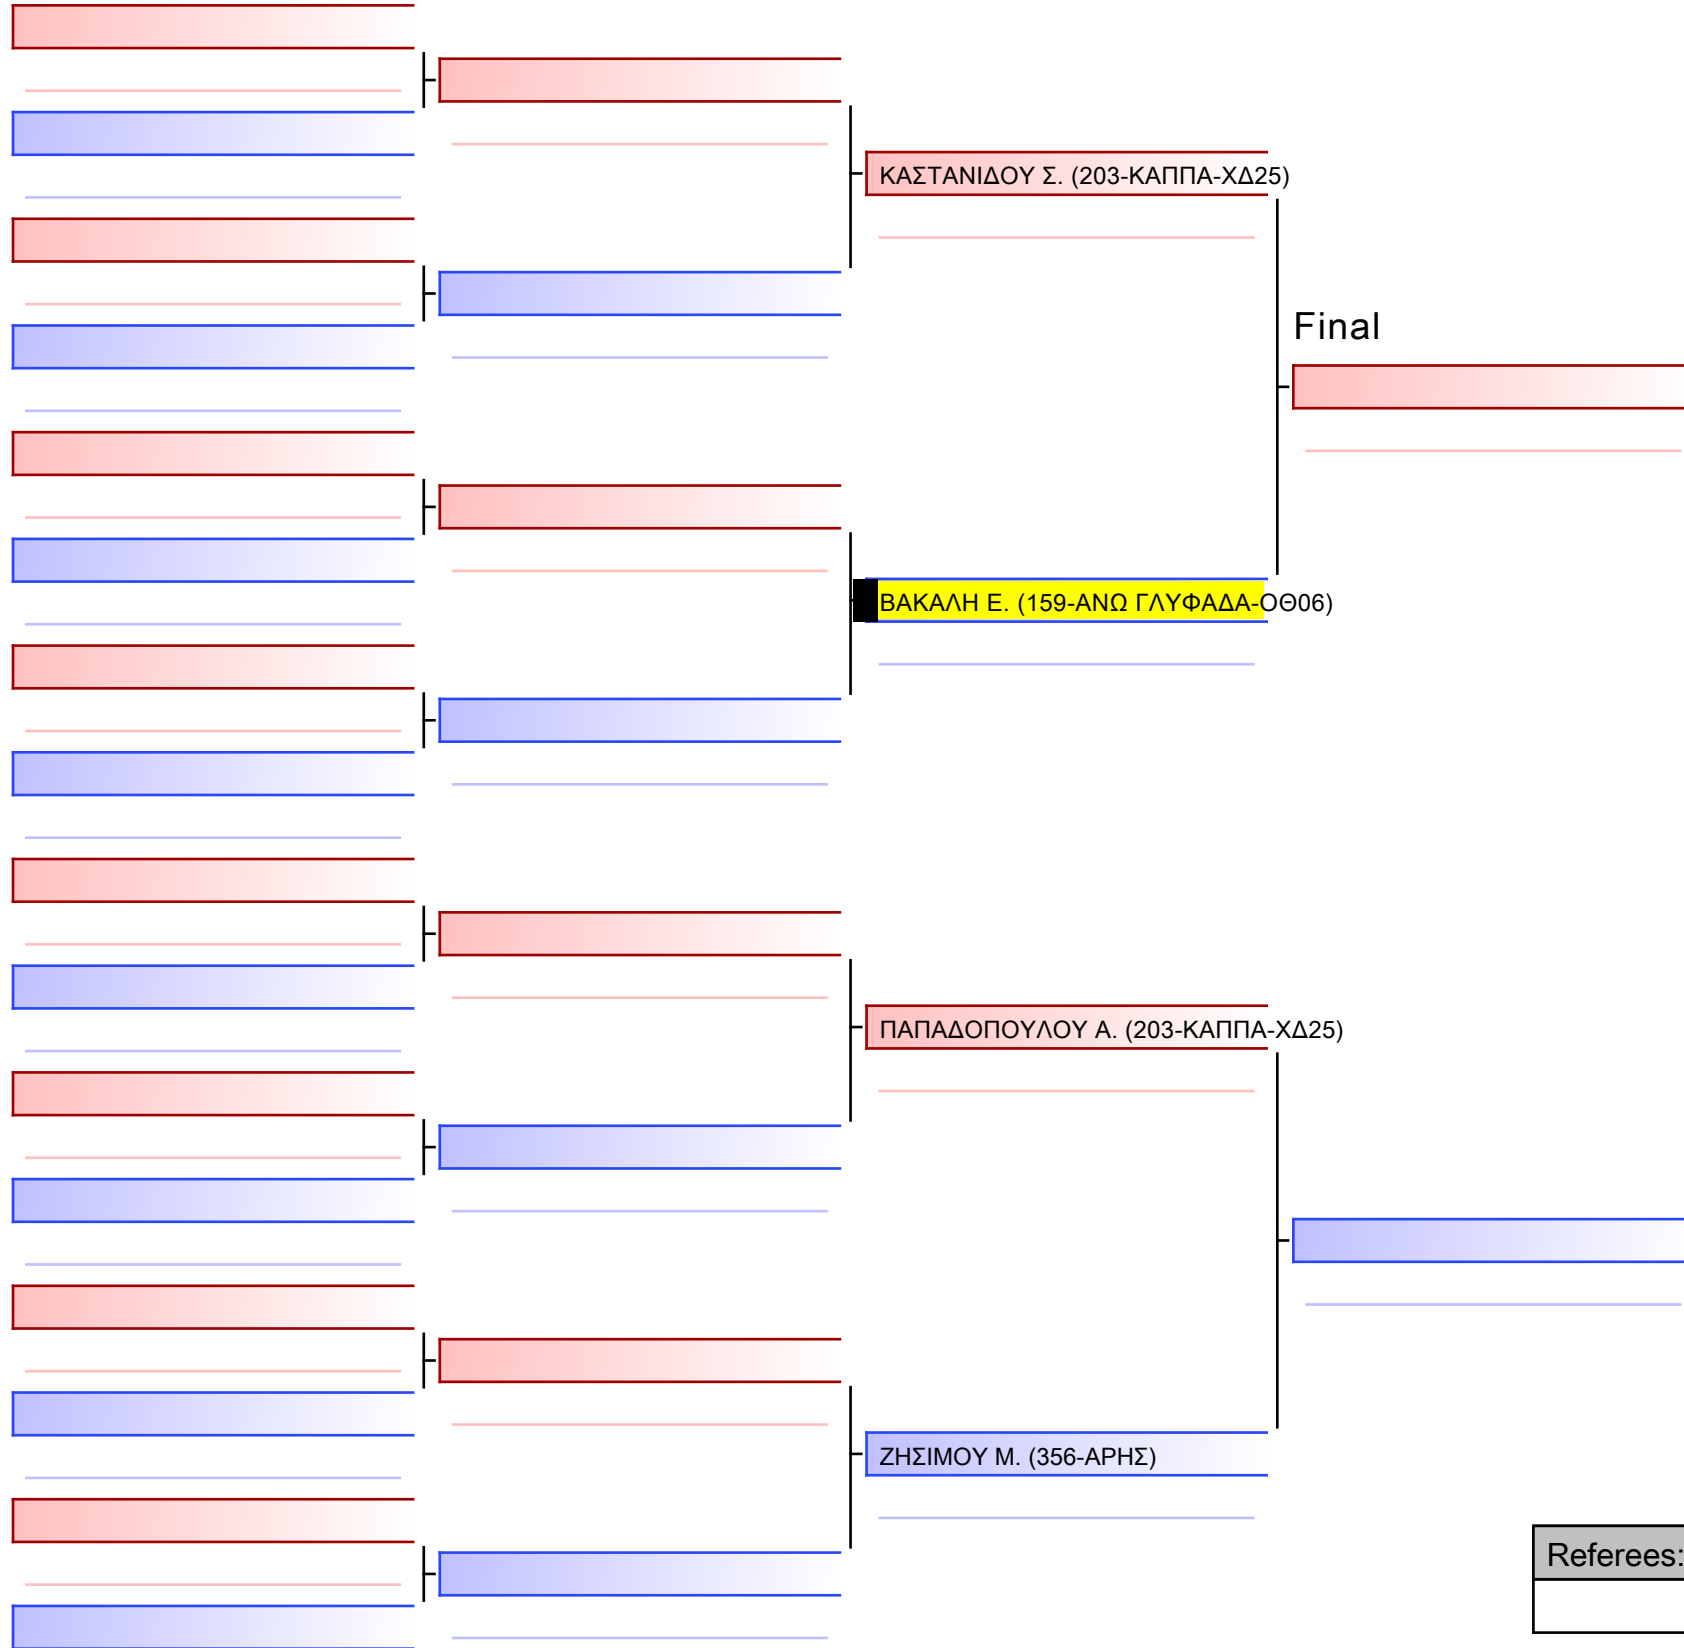 ΚΑΣΤΑΝΙΔΟΥ Σ. (203-ΚΑΠΠΑ-ΧΔ25)
Final
ΒΑΚΑΛΗ Ε. (159-ΑΝΩ ΓΛΥΦΑΔΑ-ΟΘ06)
ΠΑΠΑΔΟΠΟΥΛΟΥ Α. (203-ΚΑΠΠΑ-ΧΔ25)
ΖΗΣΙΜΟΥ Μ. (356-ΑΡΗΣ)
Referees: